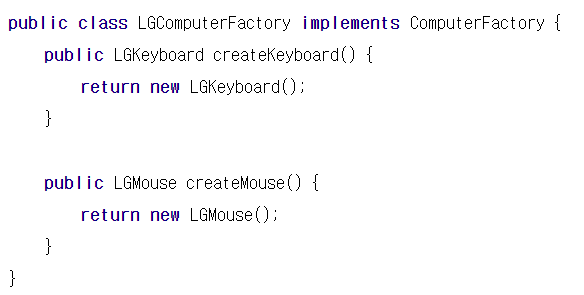 public class LGComputerFactory implements ComputerFactory {
    public LGKeyboard createKeyboard() {
        return new LGKeyboard();
    }

    public LGMouse createMouse() {
        return new LGMouse();
    }
}